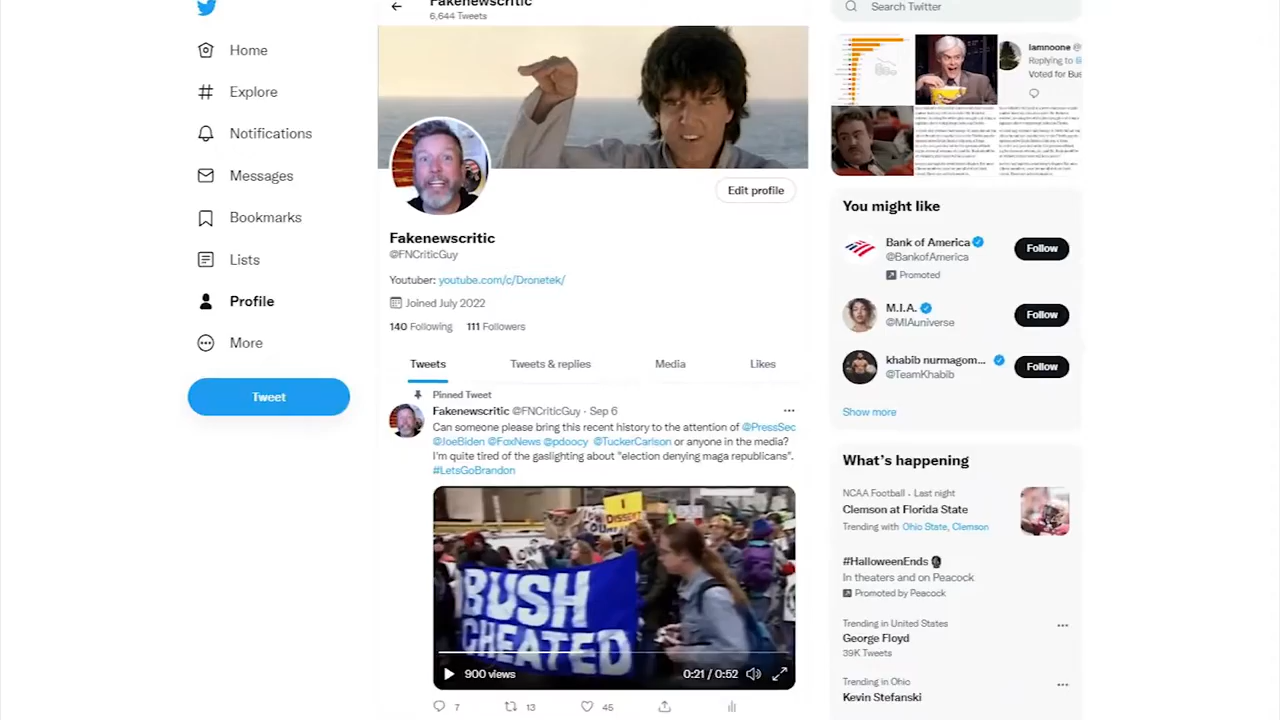 Fakenewscritic
6,644 Tweets
Home
Explore
Notifications
Messages
Bookmarks
Lists
Profile
More
Tweet
Edit profile
Fakenewscritic
@FNCriticGuy
Youtuber: youtube.com/c/Dronetek/
Joined July 2022
140 Following 111 Followers
Tweets Tweets & replies Media Likes
Pinned Tweet
Fakenewscritic @FNCriticGuy · Sep 6
Can someone please bring this recent history to the attention of @PressSec
@JoeBiden @FoxNews @pdoocy @TuckerCarlson or anyone in the media?
I'm quite tired of the gaslighting about "election denying maga republicans".
#LetsGoBrandon
I
DISSENT
BUSH
CHEATED
900 views 0:21 / 0:52
7 13 45
Search Twitter
Iamnoone
Replying to
Voted for Bus
You might like
Bank of America
@BankofAmerica
Promoted
Follow
M.I.A.
@MIAuniverse
Follow
khabib nurmagom...
@TeamKhabib
Follow
Show more
What's happening
NCAA Football · Last night
Clemson at Florida State
Trending with Ohio State, Clemson
#HalloweenEnds
In theaters and on Peacock
Promoted by Peacock
Trending in United States
George Floyd
39K Tweets
Trending in Ohio
Kevin Stefanski